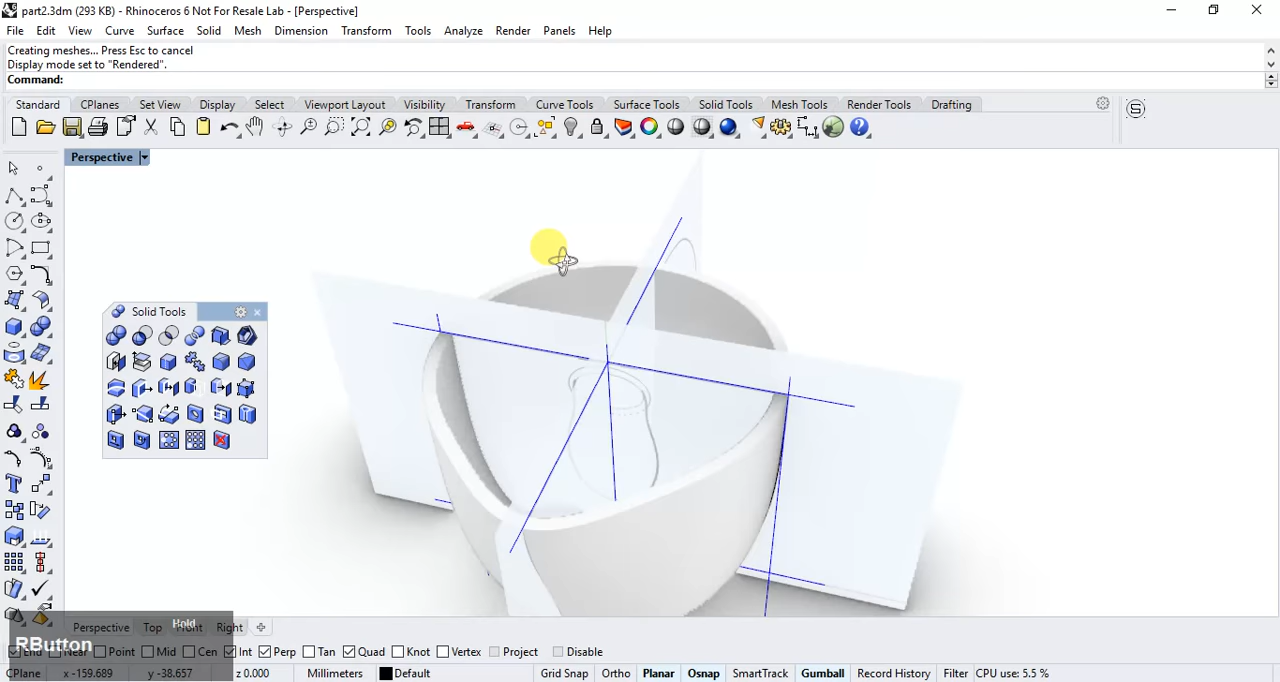 part2.3dm (293 KB) - Rhinoceros 6 Not For Resale Lab - [Perspective]
File Edit View Curve Surface Solid Mesh Dimension Transform Tools Analyze Render Panels Help
Creating meshes... Press Esc to cancel
Display mode set to "Rendered".
Command:
Standard CPlanes Set View Display Select Viewport Layout Visibility Transform Curve Tools Surface Tools Solid Tools Mesh Tools Render Tools Drafting
Perspective
Solid Tools
Perspective Top Front Right
Hold
RButton
End Near Point Mid Cen Int Perp Tan Quad Knot Vertex Project Disable
CPlane x -159.689 y -38.657 z 0.000 Millimeters Default Grid Snap Ortho Planar Osnap SmartTrack Gumball Record History Filter CPU use: 5.5 %